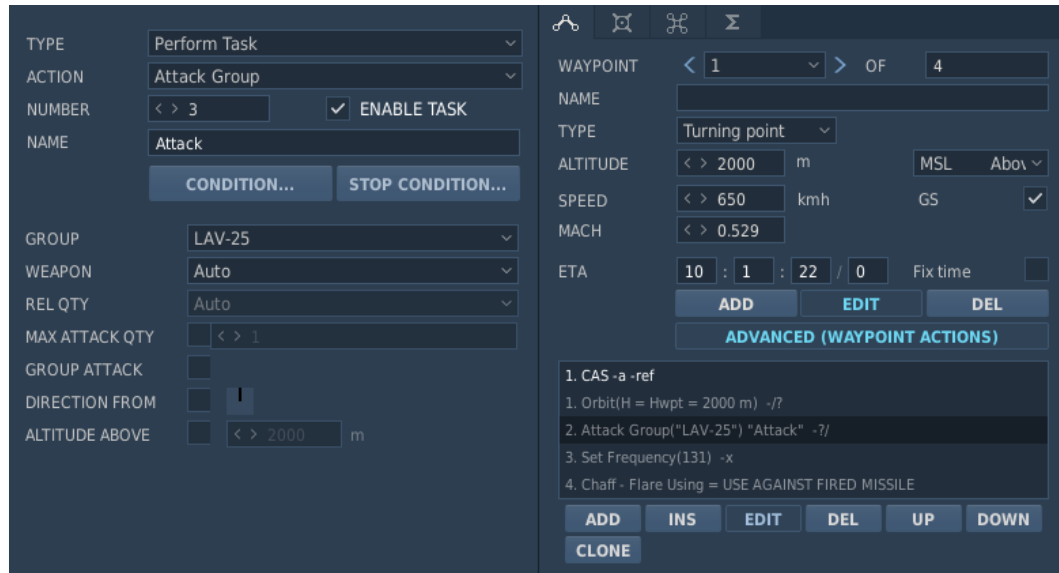 TYPE Perform Task
ACTION Attack Group
NUMBER < > 3 ENABLE TASK
NAME Attack
CONDITION... STOP CONDITION...
GROUP LAV-25
WEAPON Auto
REL QTY Auto
MAX ATTACK QTY < > 1
GROUP ATTACK
DIRECTION FROM
ALTITUDE ABOVE < > 2000 m
Σ
WAYPOINT < 1 > OF 4
NAME
TYPE Turning point
ALTITUDE < > 2000 m MSL
SPEED < > 650 kmh GS
MACH < > 0.529
ETA 10 : 1 : 22 / 0 Fix time
ADD EDIT DEL
ADVANCED (WAYPOINT ACTIONS)
1. CAS -a -ref
1. Orbit(H = Hwpt = 2000 m) -/?
2. Attack Group("LAV-25") "Attack" -?/
3. Set Frequency(131) -x
4. Chaff - Flare Using = USE AGAINST FIRED MISSILE
ADD INS EDIT DEL UP DOWN
CLONE